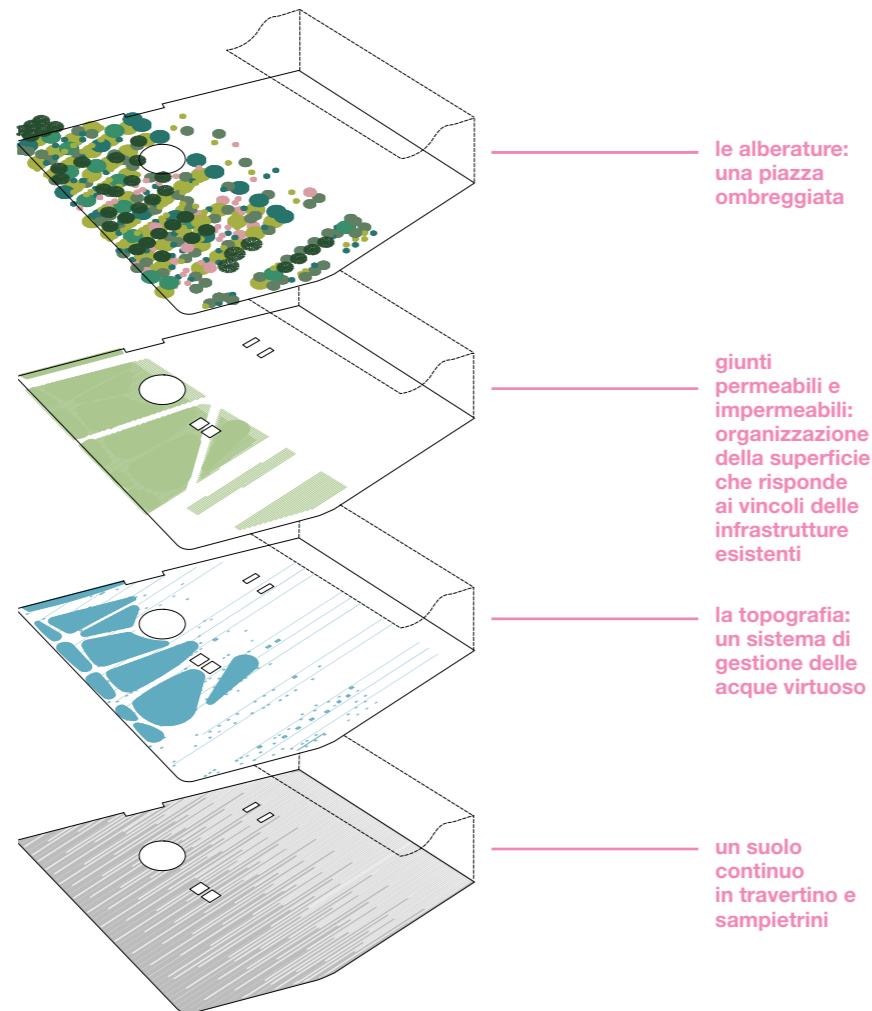 le alberature:
una piazza
ombreggiata
giunti
permeabili e
impermeabili:
organizzazione
della superficie
che risponde
ai vincoli delle
infrastrutture
esistenti
la topografia:
un sistema di
gestione delle
acque virtuoso
un suolo
continuo
in travertino e
sampietrini